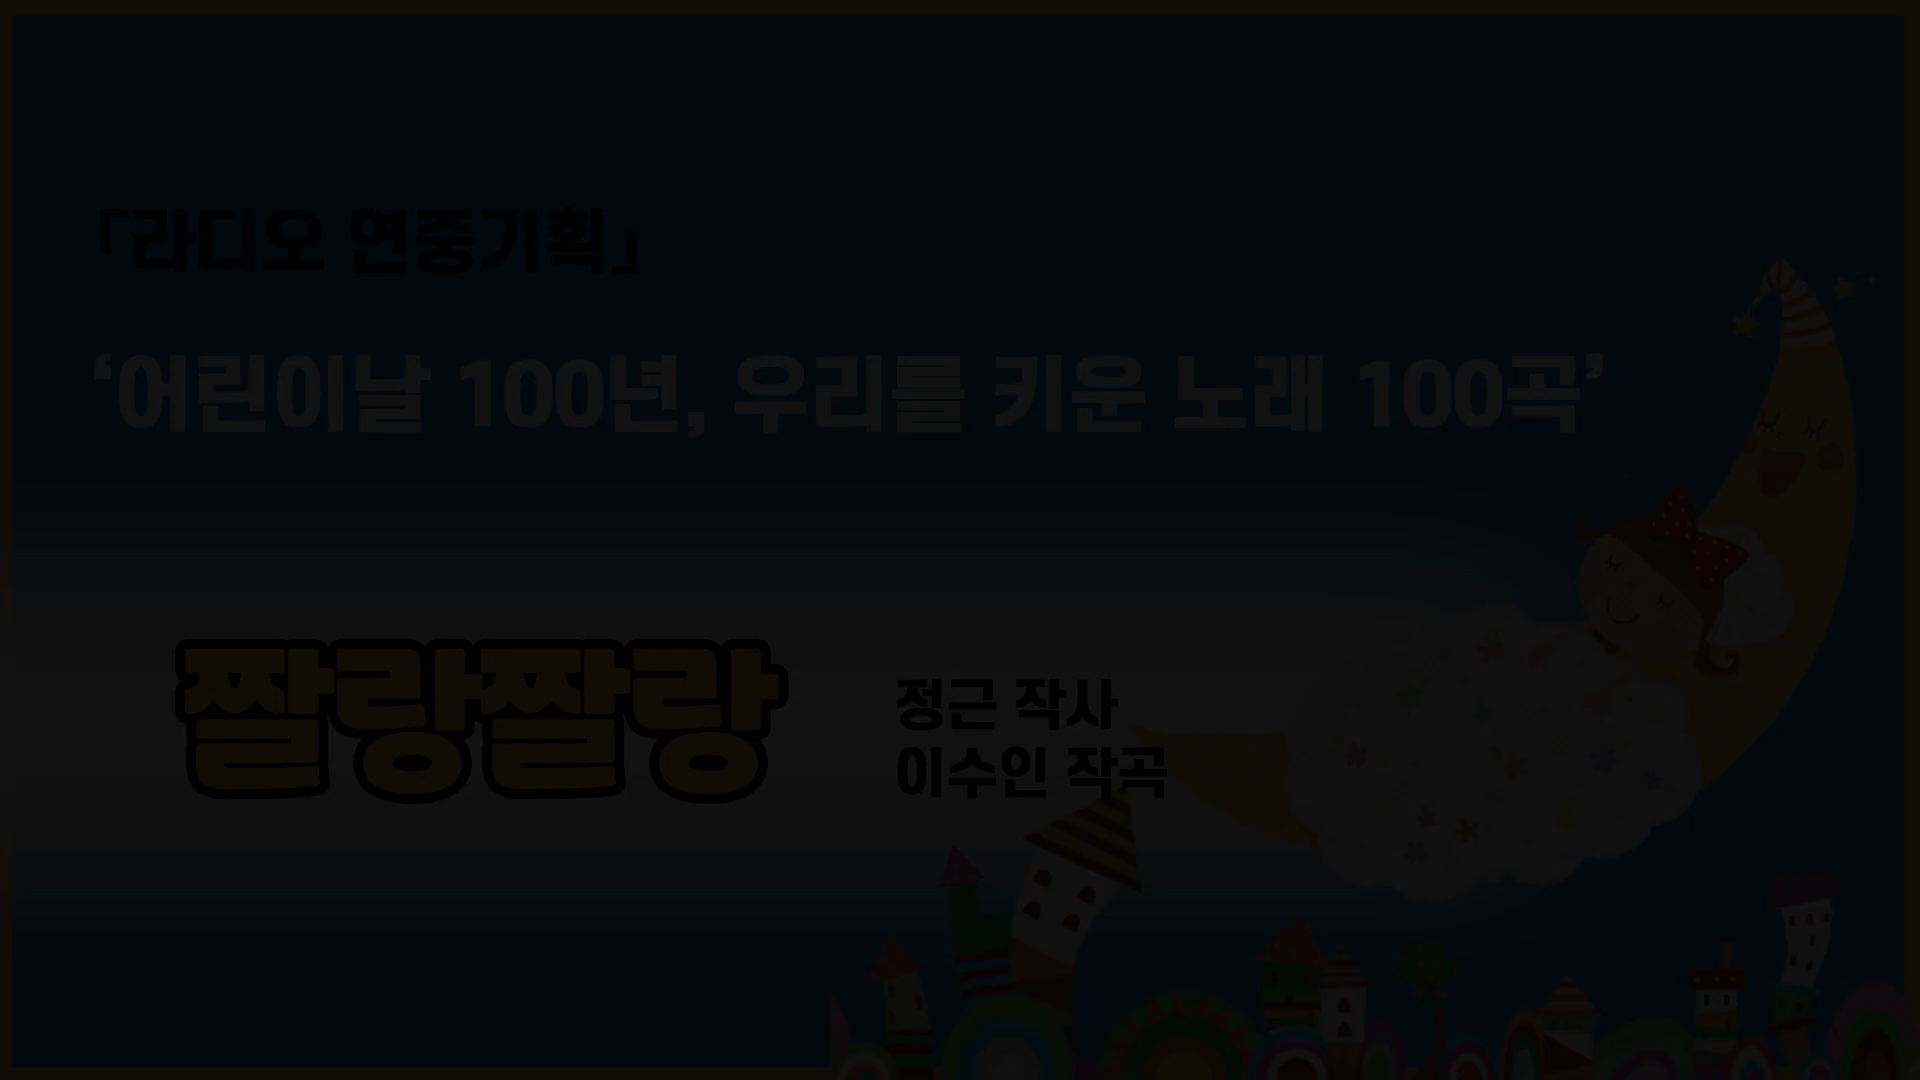 「라디오 연중기획」
‘어린이날 100년, 우리를 키운 노래 100곡’
짤랑짤랑
정근 작사
이수인 작곡